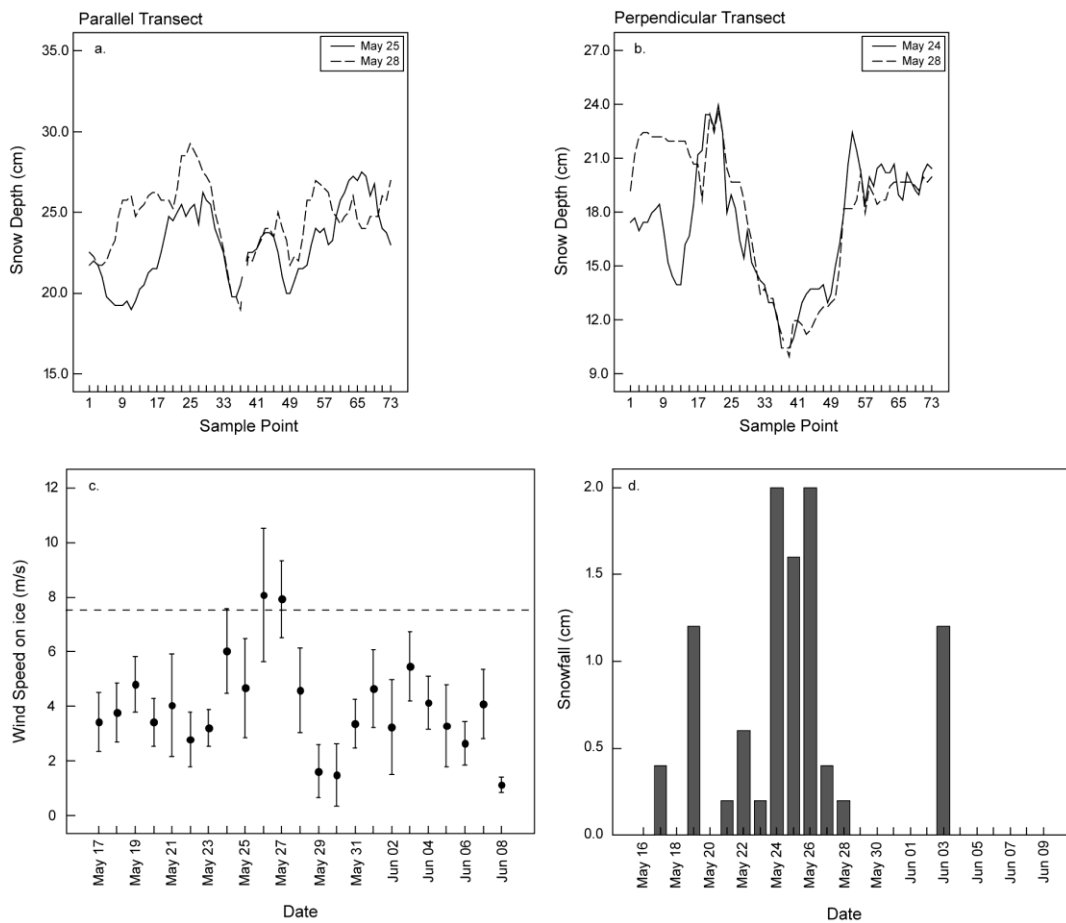 Parallel Transect
a.
May 25
May 28
35.0
30.0
25.0
20.0
15.0
Snow Depth (cm)
1 9 17 25 33 41 49 57 65 73
Sample Point
Perpendicular Transect
b.
May 24
May 28
27.0
24.0
21.0
18.0
15.0
12.0
9.0
Snow Depth (cm)
1 9 17 25 33 41 49 57 65 73
Sample Point
c.
12
10
8
6
4
2
0
Wind Speed on ice (m/s)
May 17 May 19 May 21 May 23 May 25 May 27 May 29 May 31 Jun 02 Jun 04 Jun 06 Jun 08
Date
d.
2.0
1.5
1.0
0.5
0.0
Snowfall (cm)
May 16 May 18 May 20 May 22 May 24 May 26 May 28 May 30 Jun 01 Jun 03 Jun 05 Jun 07 Jun 09
Date